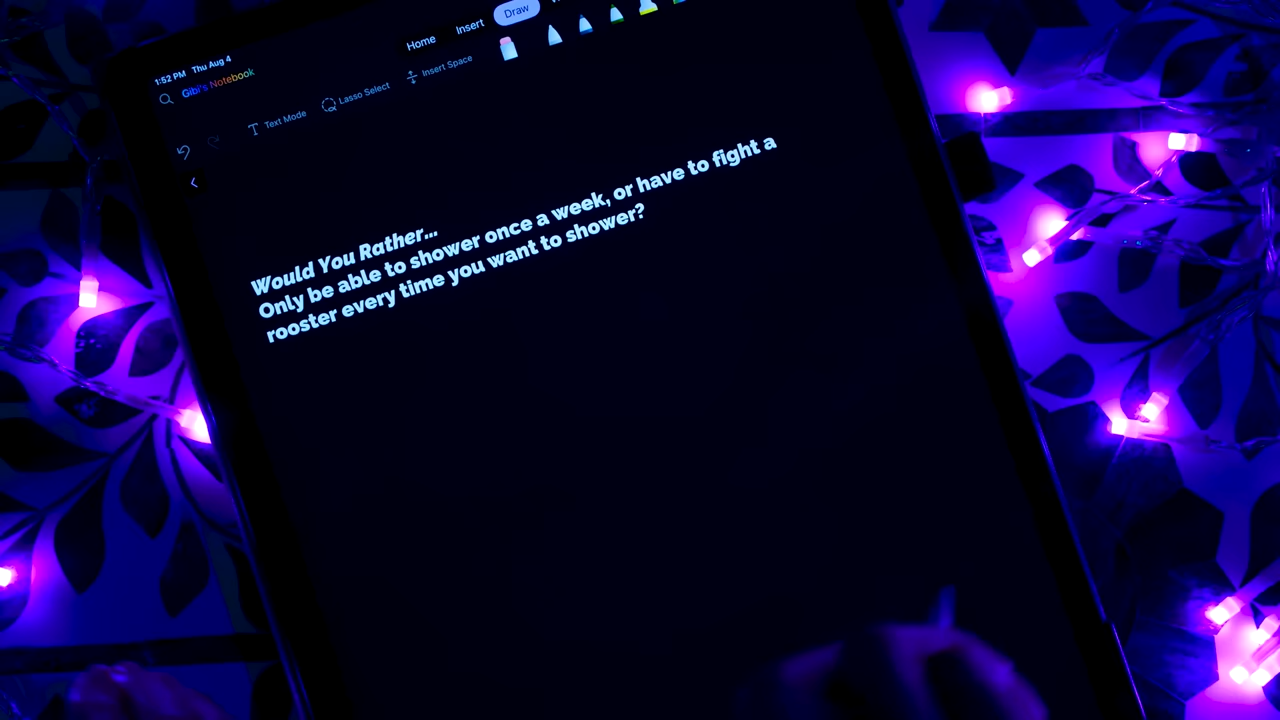 1:52 PM Thu Aug 4
Home Insert Draw
Gibi's Notebook
Text Mode Lasso Select Insert Space
Would You Rather...
Only be able to shower once a week, or have to fight a
rooster every time you want to shower?